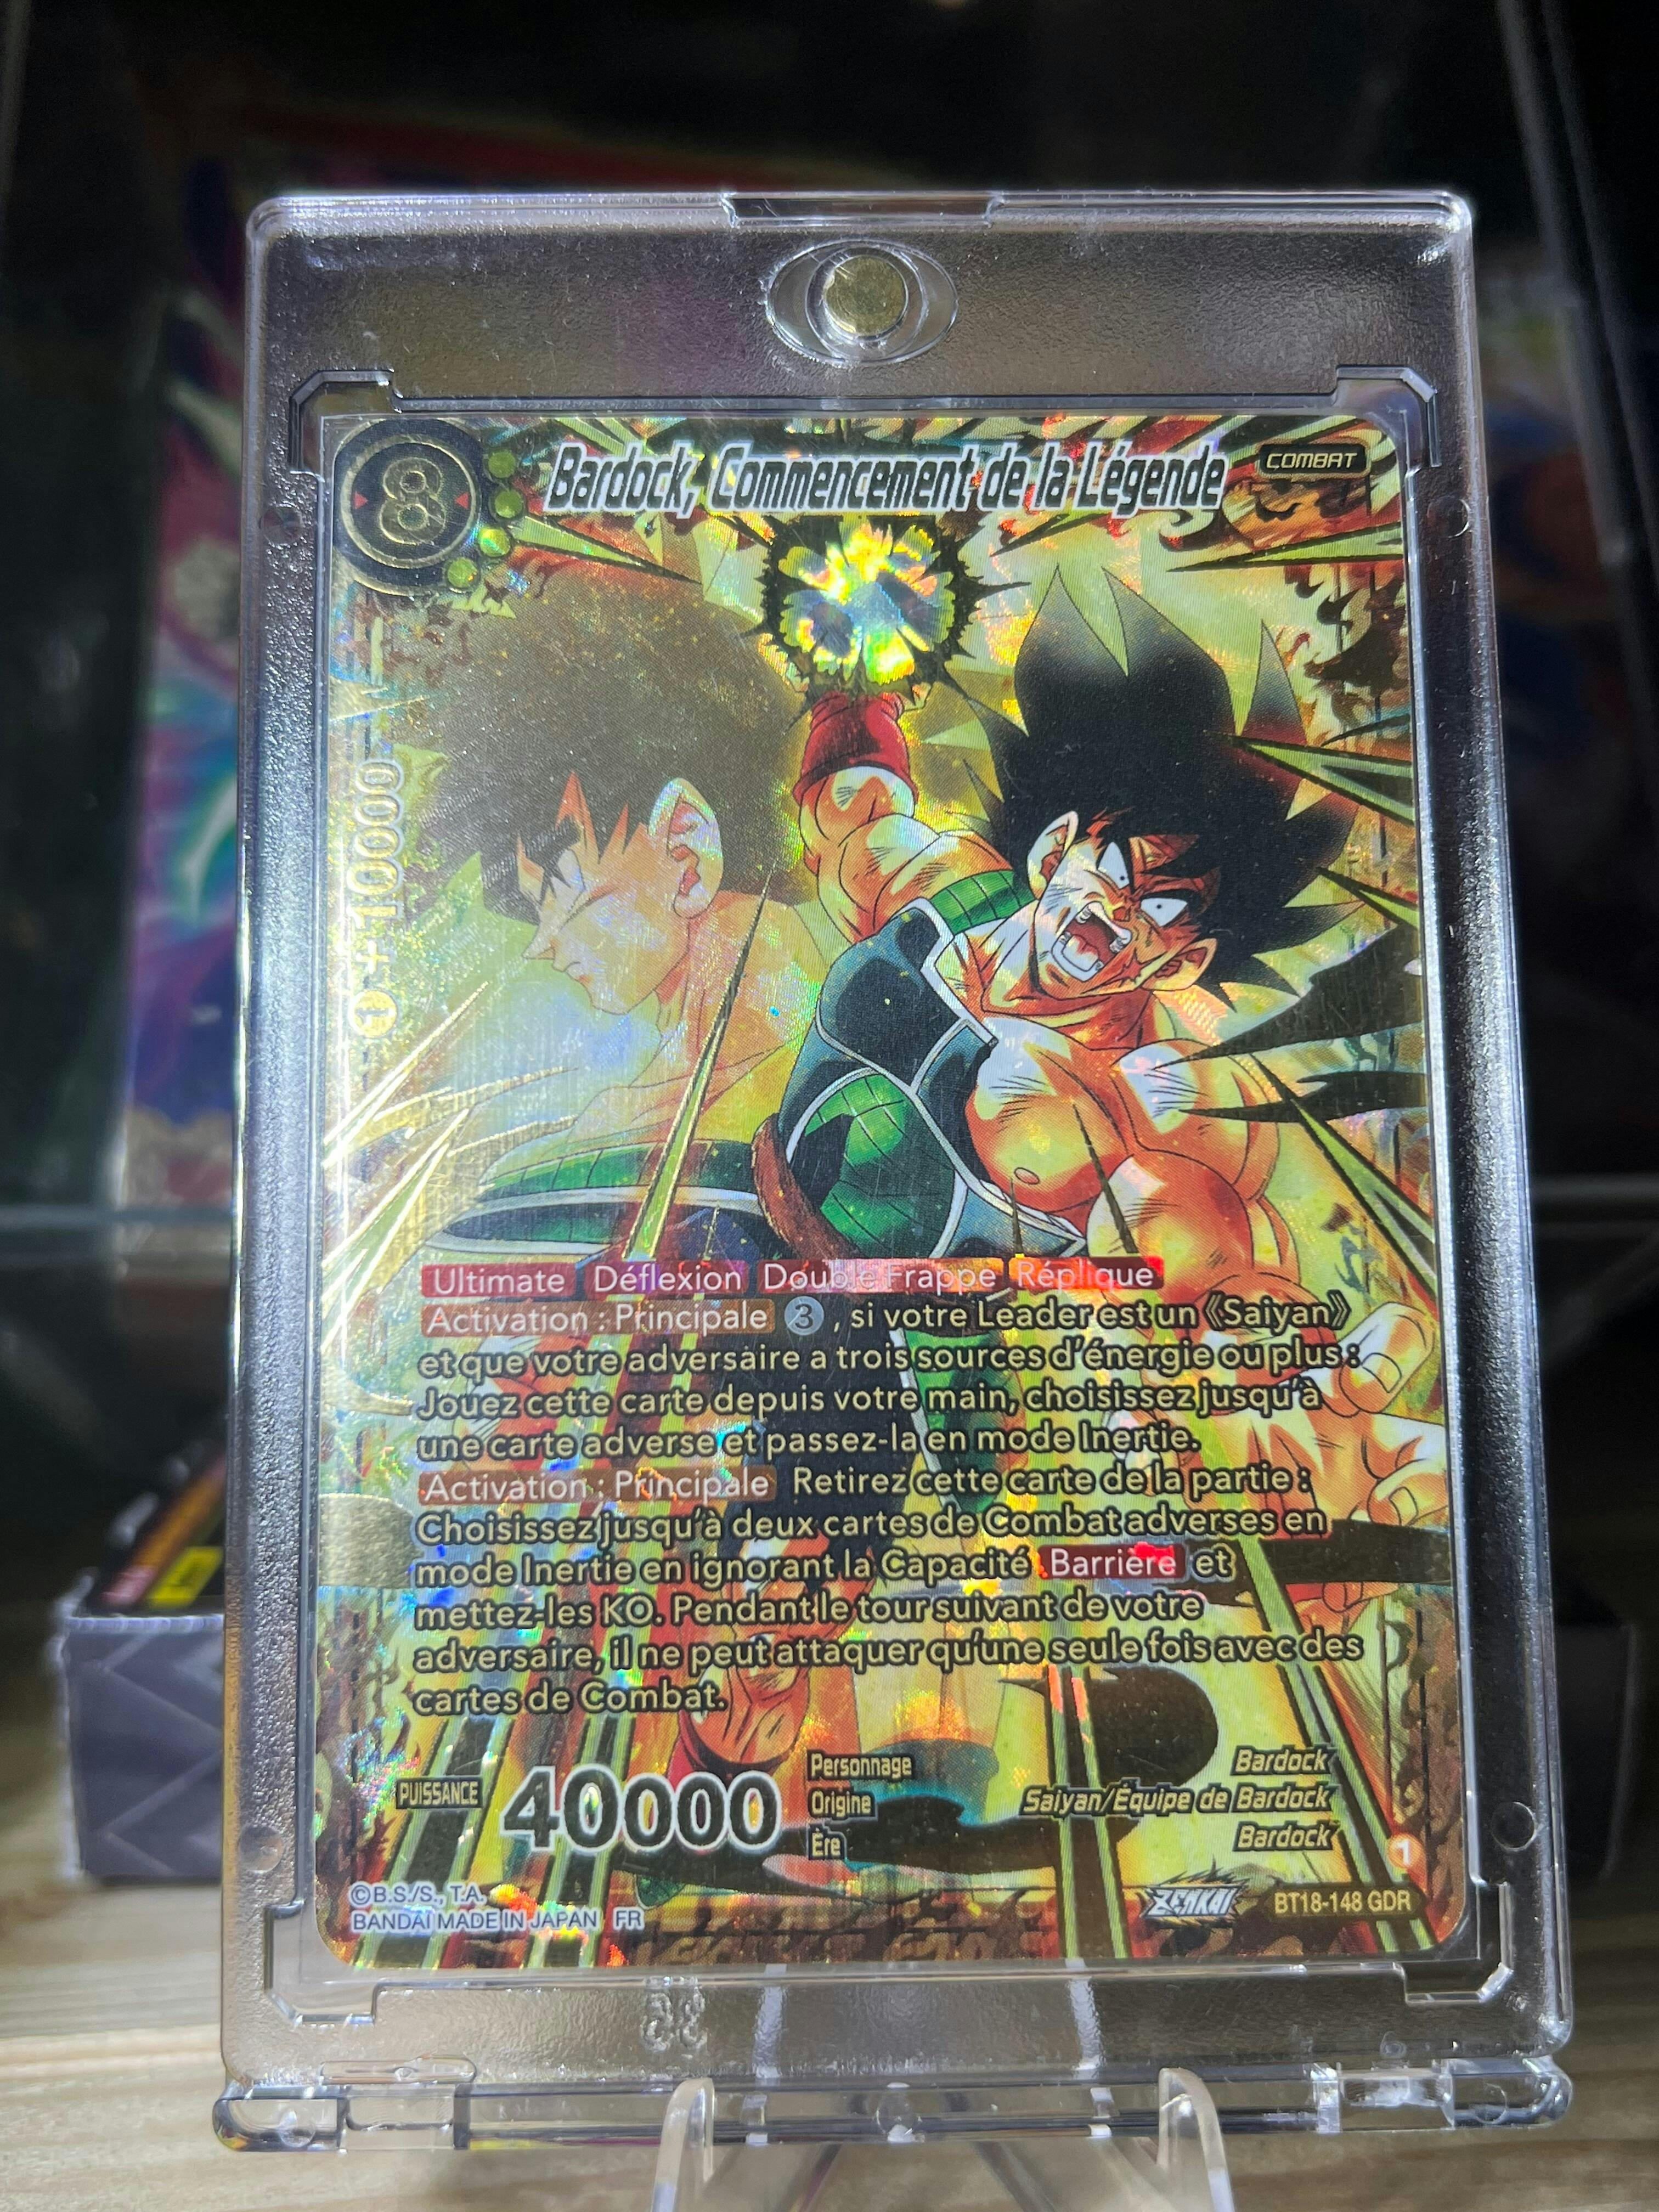 8
Bardock, Commencement de la Légende
COMBAT
1 +10000
Ultimate Déflexion Double Frappe Réplique
Activation : Principale 3 , si votre Leader est un 《Saiyan》
et que votre adversaire a trois sources d'énergie ou plus :
Jouez cette carte depuis votre main, choisissez jusqu'à
une carte adverse et passez-la en mode Inertie.
Activation : Principale Retirez cette carte de la partie :
Choisissez jusqu'à deux cartes de Combat adverses en
mode Inertie en ignorant la Capacité Barrière et
mettez-les KO. Pendant le tour suivant de votre
adversaire, il ne peut attaquer qu'une seule fois avec des
cartes de Combat.
PUISSANCE 40000
Personnage Bardock
Origine Saiyan/Équipe de Bardock
Ère Bardock
1
©B.S./S., T.A.
BANDAI MADE IN JAPAN FR
ZENKAI BT18-148 GDR